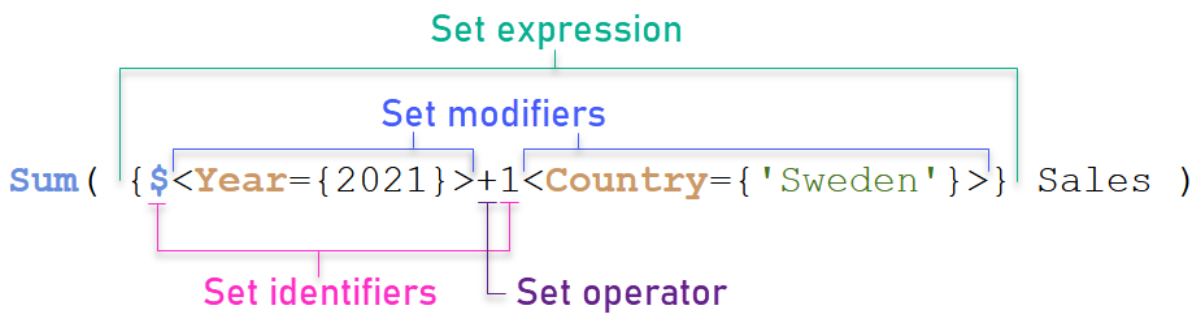 Set expression
Set modifiers
Sum( {$<Year={2021}>+1<Country={'Sweden'}>} Sales )
Set identifiers
Set operator